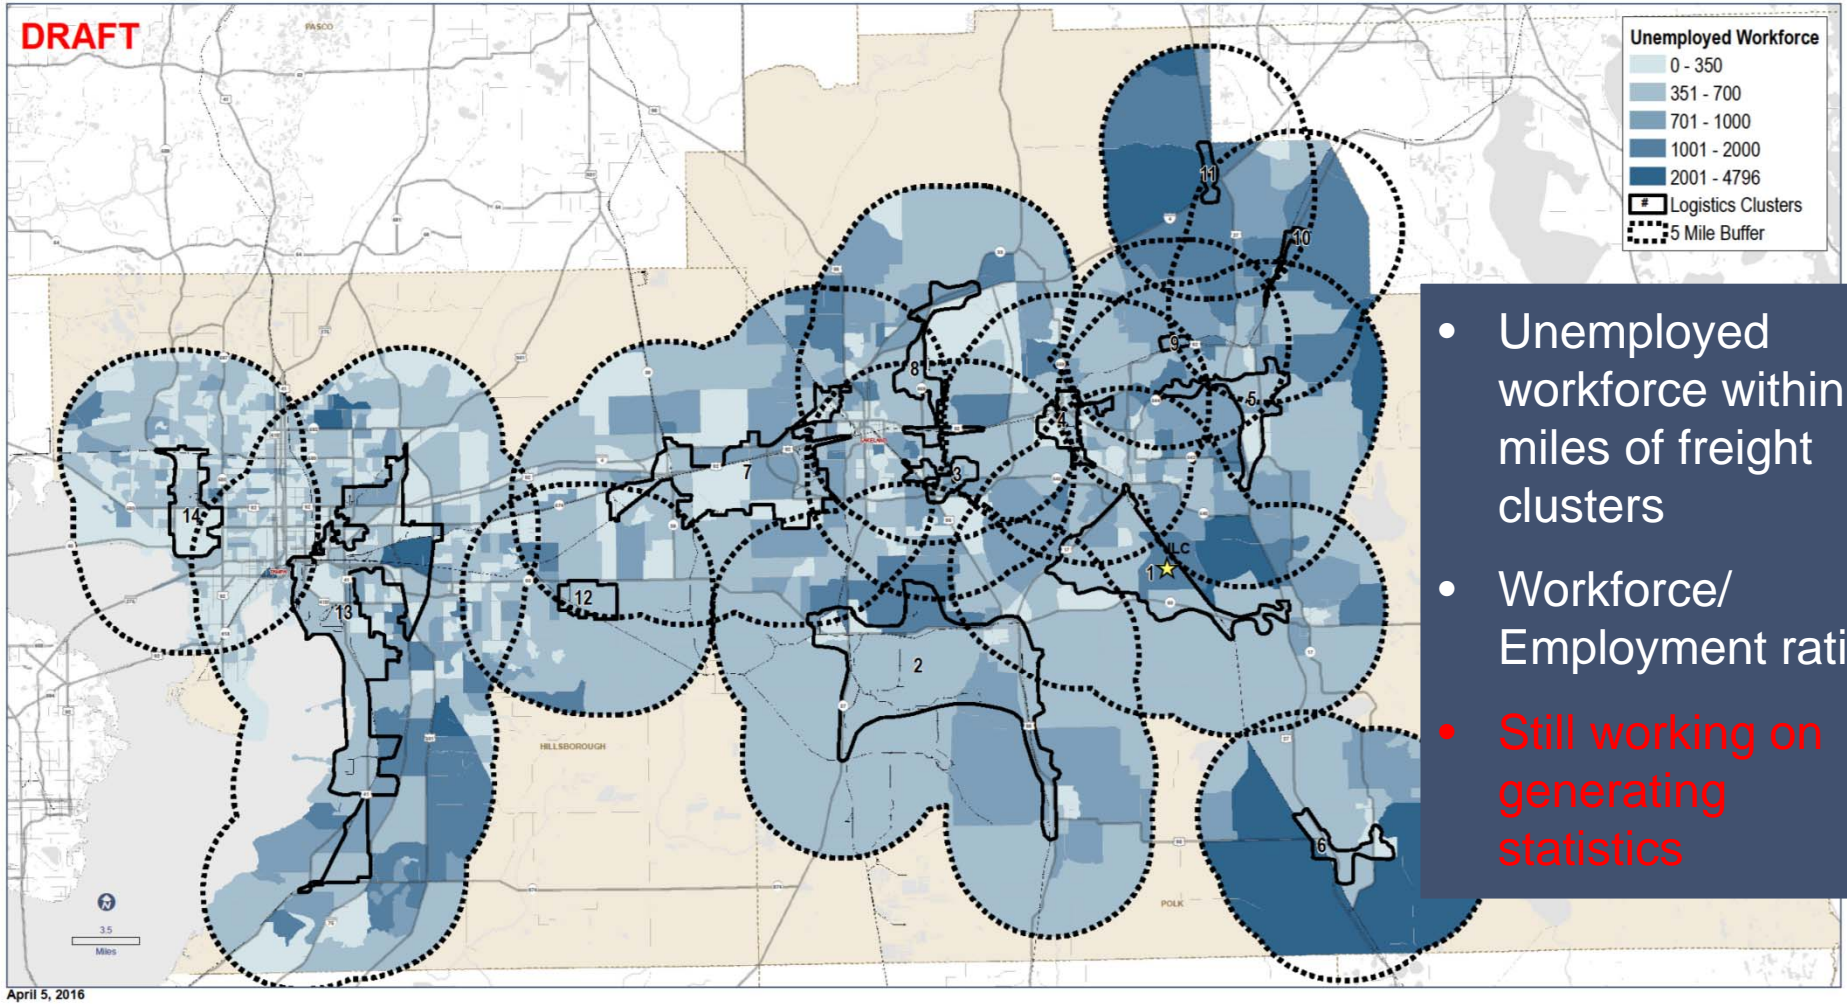 DRAFT
PASCO
Unemployed Workforce
0 - 350
351 - 700
701 - 1000
1001 - 2000
2001 - 4796
# Logistics Clusters
5 Mile Buffer
11
10
9
8
5
4
3
7
14
LAKELAND
ILC
1
12
13
2
TAMPA
HILLSBOROUGH
6
POLK
• Unemployed
workforce within
miles of freight
clusters
• Workforce/
Employment rati
• Still working on
generating
statistics
N
3.5
Miles
April 5, 2016